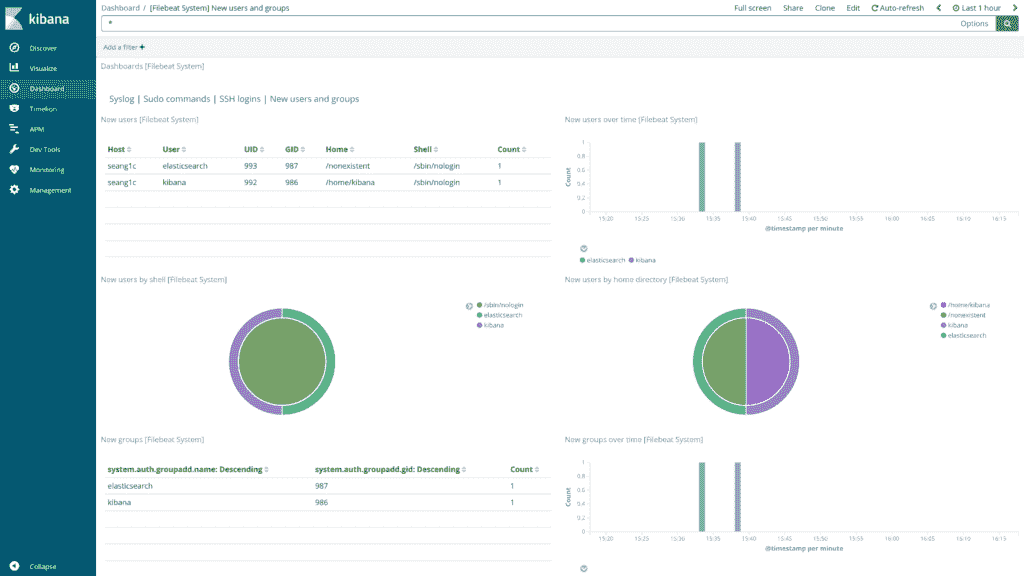 kibana
Discover
Visualize
Dashboard
Timelion
APM
Dev Tools
Monitoring
Management
Collapse
Dashboard / [Filebeat System] New users and groups
Full screen Share Clone Edit Auto-refresh Last 1 hour
*
Options
Add a filter +
Dashboards [Filebeat System]
Syslog | Sudo commands | SSH logins | New users and groups
New users [Filebeat System]
Host User UID GID Home Shell Count
seang1c elasticsearch 993 987 /nonexistent /sbin/nologin 1
seang1c kibana 992 986 /home/kibana /sbin/nologin 1
New users over time [Filebeat System]
Count
1
0.8
0.6
0.4
0.2
0
15:20 15:25 15:30 15:35 15:40 15:45 15:50 15:55 16:00 16:05 16:10 16:15
@timestamp per minute
elasticsearch kibana
New users by shell [Filebeat System]
/sbin/nologin
elasticsearch
kibana
New users by home directory [Filebeat System]
/home/kibana
/nonexistent
kibana
elasticsearch
New groups [Filebeat System]
system.auth.groupadd.name: Descending system.auth.groupadd.gid: Descending Count
elasticsearch 987 1
kibana 986 1
New groups over time [Filebeat System]
Count
1
0.8
0.6
0.4
0.2
0
15:20 15:25 15:30 15:35 15:40 15:45 15:50 15:55 16:00 16:05 16:10 16:15
@timestamp per minute